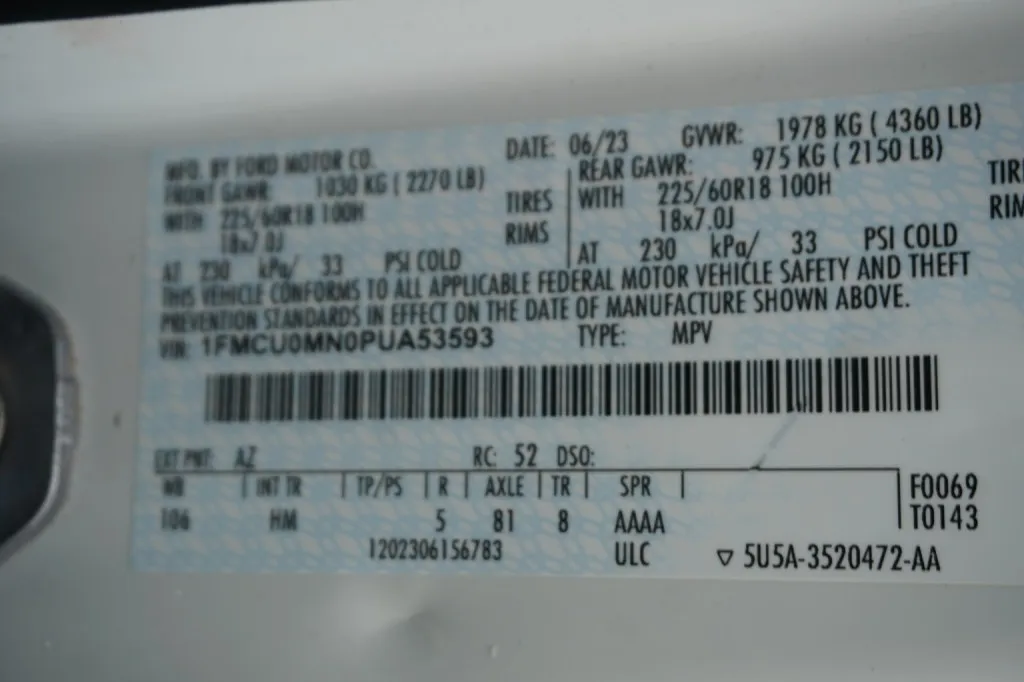 MFD. BY FORD MOTOR CO. DATE: 06/23 GVWR: 1978 KG ( 4360 LB)
FRONT GAWR: 1030 KG ( 2270 LB) REAR GAWR: 975 KG ( 2150 LB)
WITH 225/60R18 100H TIRES WITH 225/60R18 100H TIR
18x7.0J RIMS 18x7.0J RIM
AT 230 kPa/ 33 PSI COLD AT 230 kPa/ 33 PSI COLD
THIS VEHICLE CONFORMS TO ALL APPLICABLE FEDERAL MOTOR VEHICLE SAFETY AND THEFT
PREVENTION STANDARDS IN EFFECT ON THE DATE OF MANUFACTURE SHOWN ABOVE.
VIN: 1FMCU0MN0PUA53593 TYPE: MPV
EXT PNT: AZ RC: 52 DSO:
WB INT TR TP/PS R AXLE TR SPR F0069
106 HM 5 81 8 AAAA T0143
1202306156783 ULC ▽ 5U5A-3520472-AA